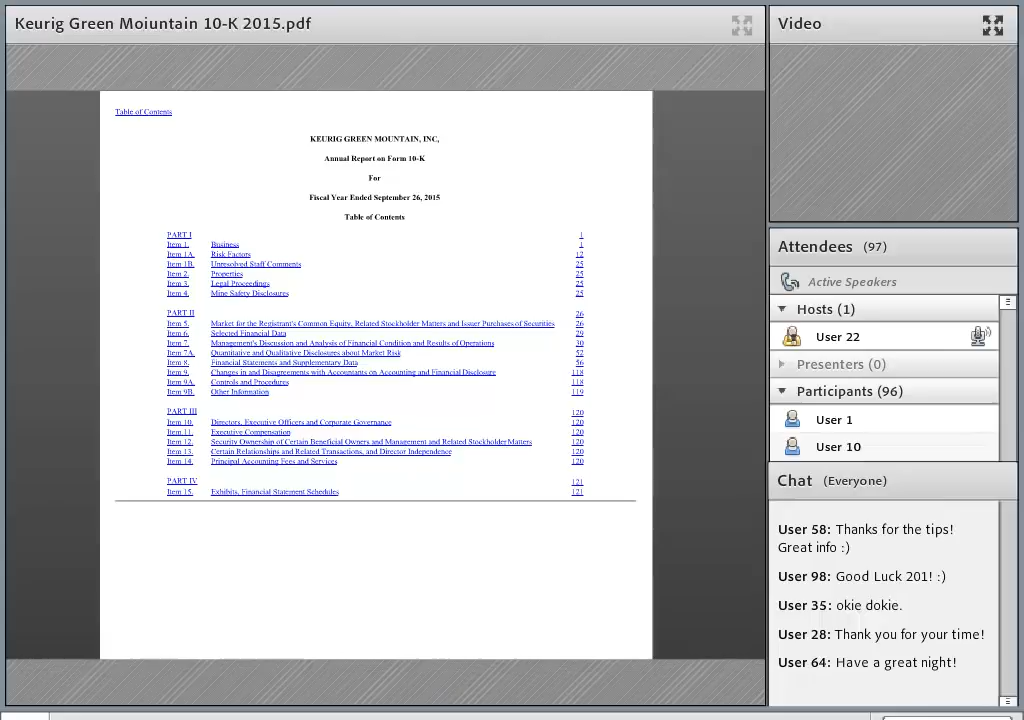 Keurig Green Moiuntain 10-K 2015.pdf
Table of Contents
KEURIG GREEN MOUNTAIN, INC,
Annual Report on Form 10-K
For
Fiscal Year Ended September 26, 2015
Table of Contents
PART I 1
Item 1. Business 1
Item 1A. Risk Factors 12
Item 1B. Unresolved Staff Comments 25
Item 2. Properties 25
Item 3. Legal Proceedings 25
Item 4. Mine Safety Disclosures 25
PART II 26
Item 5. Market for the Registrant's Common Equity, Related Stockholder Matters and Issuer Purchases of Securities 26
Item 6. Selected Financial Data 29
Item 7. Management's Discussion and Analysis of Financial Condition and Results of Operations 30
Item 7A. Quantitative and Qualitative Disclosures about Market Risk 52
Item 8. Financial Statements and Supplementary Data 56
Item 9. Changes in and Disagreements with Accountants on Accounting and Financial Disclosure 118
Item 9A. Controls and Procedures 118
Item 9B. Other Information 119
PART III 120
Item 10. Directors, Executive Officers and Corporate Governance 120
Item 11. Executive Compensation 120
Item 12. Security Ownership of Certain Beneficial Owners and Management and Related Stockholder Matters 120
Item 13. Certain Relationships and Related Transactions, and Director Independence 120
Item 14. Principal Accounting Fees and Services 120
PART IV 121
Item 15. Exhibits, Financial Statement Schedules 121
Video
Attendees (97)
Active Speakers
Hosts (1)
User 22
Presenters (0)
Participants (96)
User 1
User 10
Chat (Everyone)
User 58: Thanks for the tips!
Great info :)
User 98: Good Luck 201! :)
User 35: okie dokie.
User 28: Thank you for your time!
User 64: Have a great night!